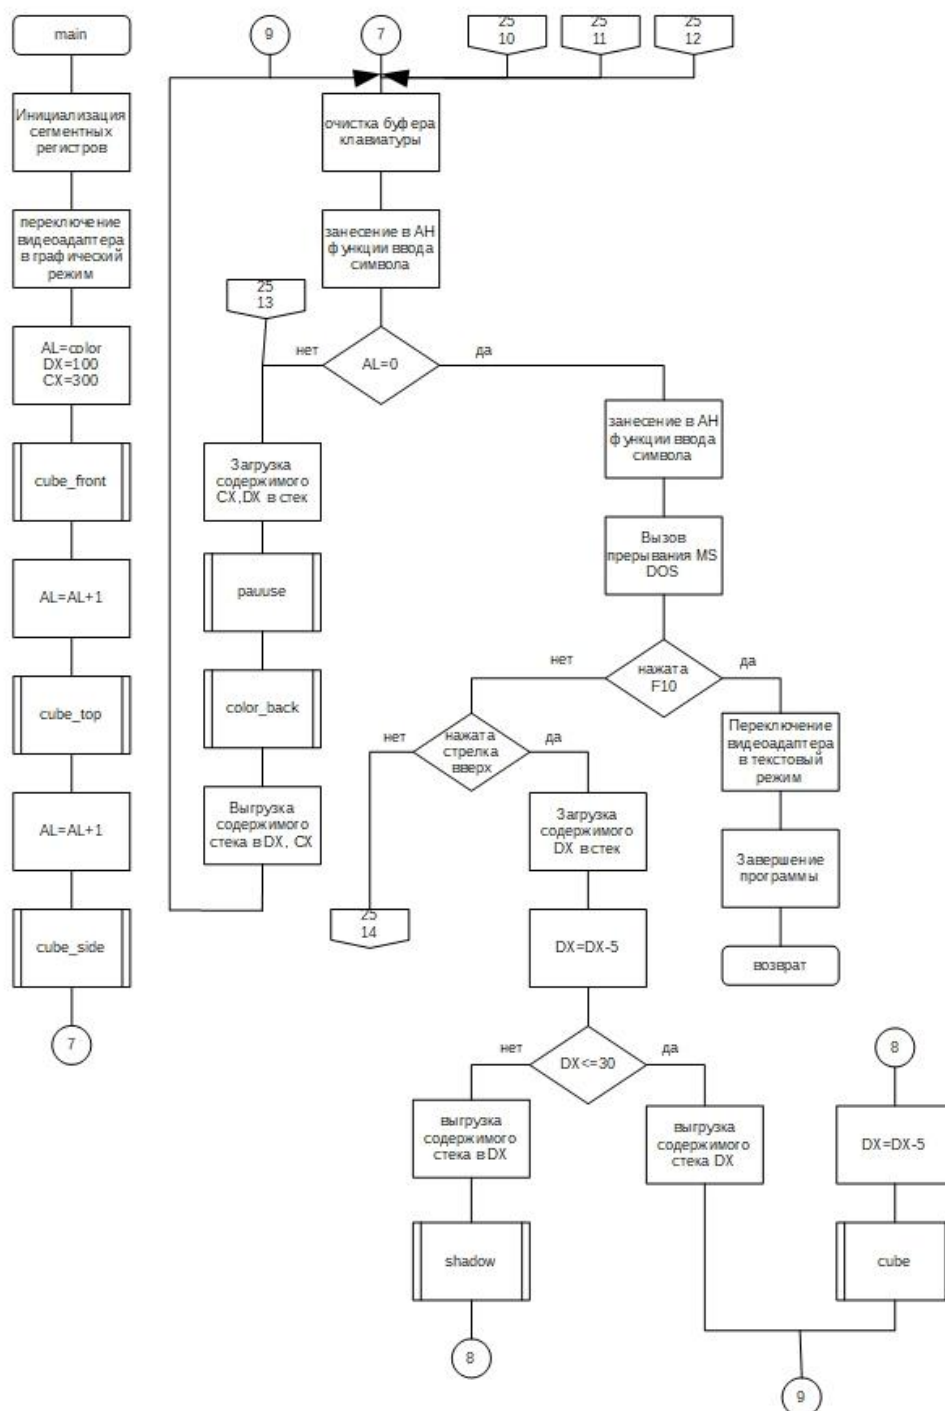 main
Инициализация
сегментных
регистров
переключение
видеоадаптера
в графический
режим
AL=color
DX=100
CX=300
cube_front
AL=AL+1
cube_top
AL=AL+1
cube_side
7
9
7
25
10
25
11
25
12
очистка буфера
клавиатуры
занесение в АН
функции ввода
символа
25
13
нет
AL=0
да
Загрузка
содержимого
CX,DX в стек
pauuse
color_back
Выгрузка
содержимого
стека в DX, CX
занесение в АН
функции ввода
символа
Вызов
прерывания MS
DOS
нет
нажата
F10
да
нет
нажата
стрелка
вверх
да
25
14
Переключение
видеоадаптера
в текстовый
режим
Завершение
программы
возврат
Загрузка
содержимого
DX в стек
DX=DX-5
нет
DX<=30
да
выгрузка
содержимого
стека в DX
shadow
8
выгрузка
содержимого
стека DX
8
DX=DX-5
cube
9